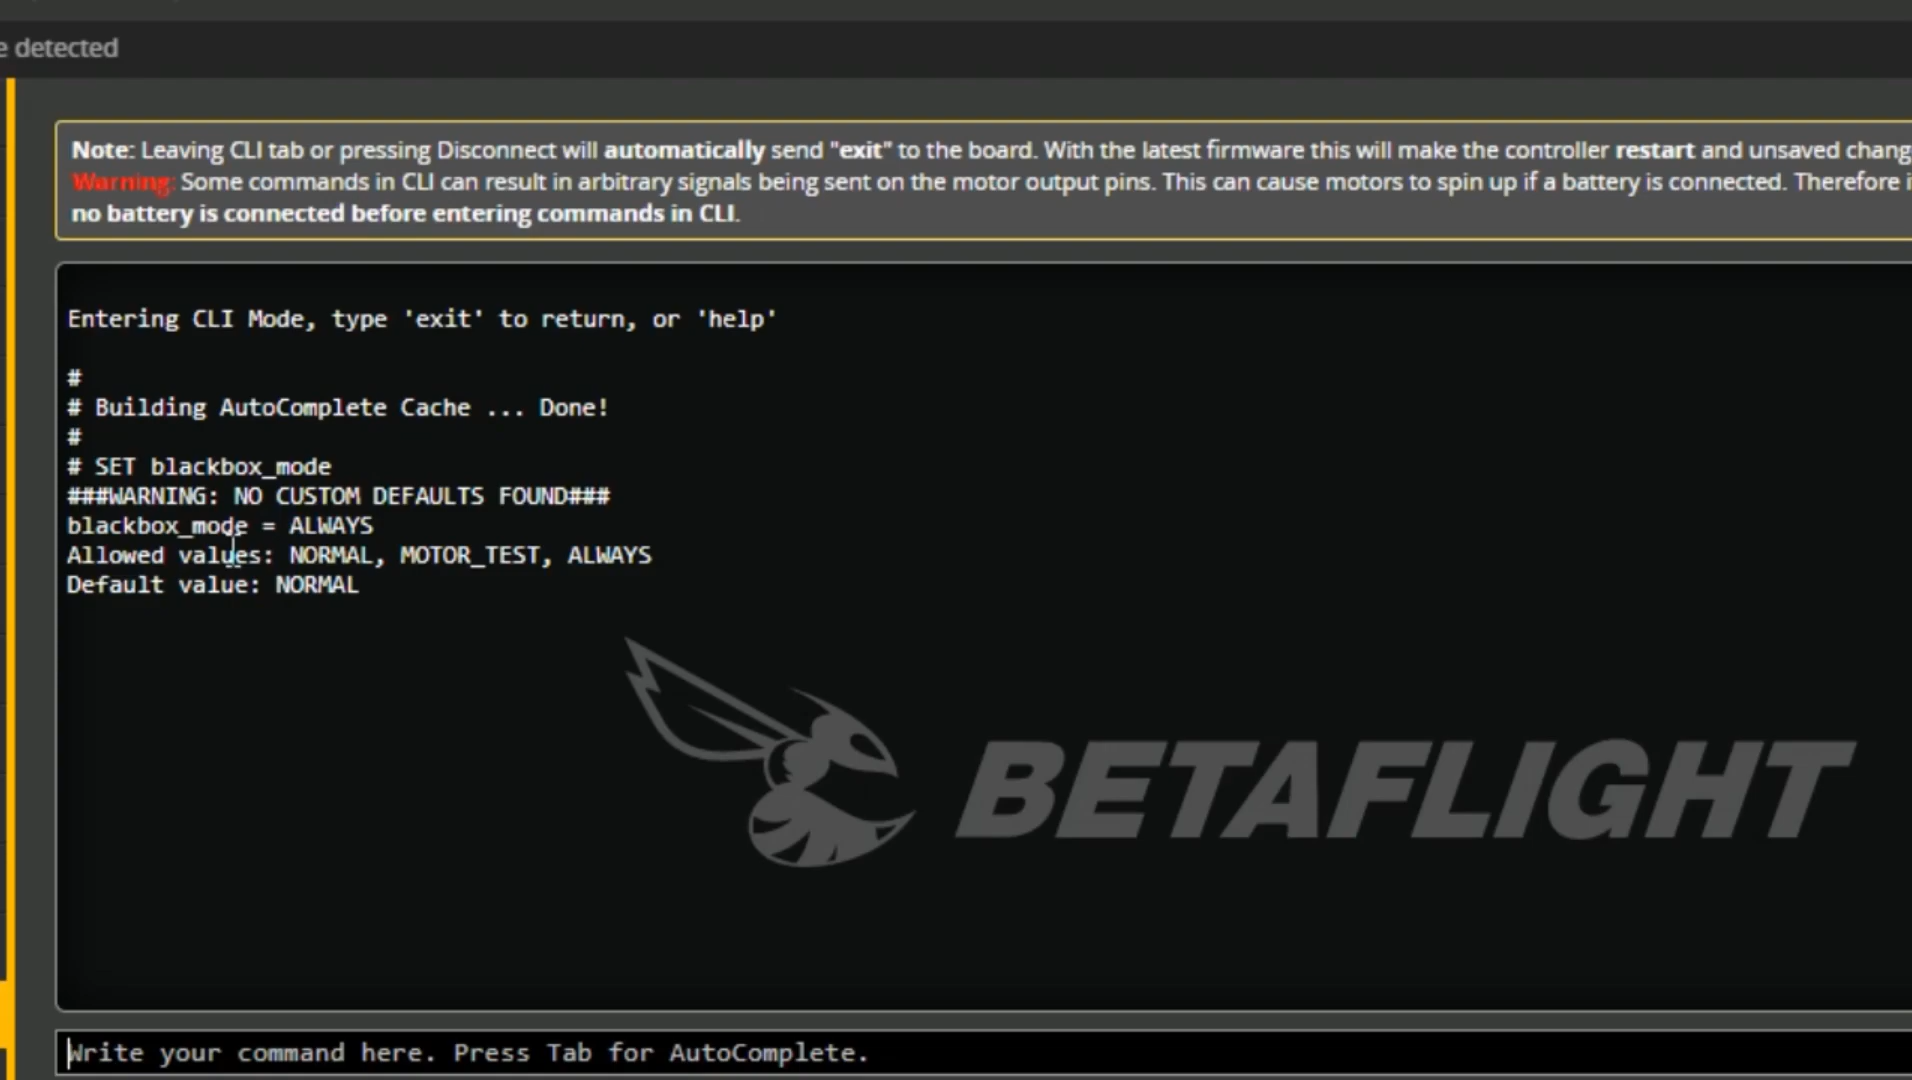 e detected
Note: Leaving CLI tab or pressing Disconnect will automatically send "exit" to the board. With the latest firmware this will make the controller restart and unsaved chang
Warning: Some commands in CLI can result in arbitrary signals being sent on the motor output pins. This can cause motors to spin up if a battery is connected. Therefore i
no battery is connected before entering commands in CLI.
Entering CLI Mode, type 'exit' to return, or 'help'
#
# Building AutoComplete Cache ... Done!
#
# SET blackbox_mode
###WARNING: NO CUSTOM DEFAULTS FOUND###
blackbox_mode = ALWAYS
Allowed values: NORMAL, MOTOR_TEST, ALWAYS
Default value: NORMAL
BETAFLIGHT
Write your command here. Press Tab for AutoComplete.